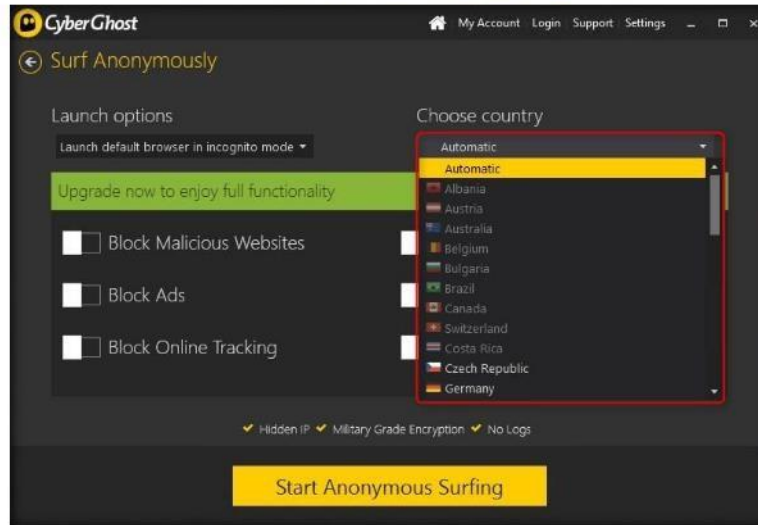 CyberGhost
My Account Login Support Settings
Surf Anonymously
Launch options
Choose country
Launch default browser in incognito mode
Automatic
Upgrade now to enjoy full functionality
Automatic
Albania
Austria
Australia
Belgium
Bulgaria
Brazil
Canada
Switzerland
Costa Rica
Czech Republic
Germany
Block Malicious Websites
Block Ads
Block Online Tracking
Hidden IP Military Grade Encryption No Logs
Start Anonymous Surfing